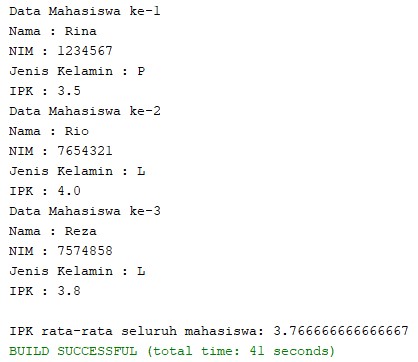 Data Mahasiswa ke-1
Nama : Rina
NIM : 1234567
Jenis Kelamin : P
IPK : 3.5
Data Mahasiswa ke-2
Nama : Rio
NIM : 7654321
Jenis Kelamin : L
IPK : 4.0
Data Mahasiswa ke-3
Nama : Reza
NIM : 7574858
Jenis Kelamin : L
IPK : 3.8
IPK rata-rata seluruh mahasiswa: 3.766666666666667
BUILD SUCCESSFUL (total time: 41 seconds)